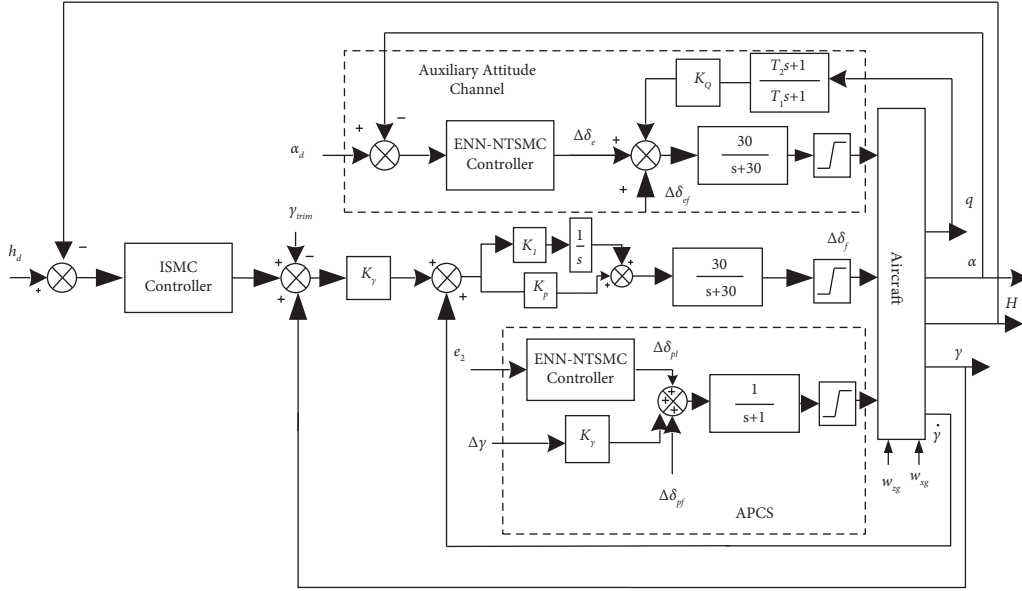 Auxiliary Attitude
Channel
K_Q
T_2s+1
T_1s+1
α_d
+
−
ENN-NTSMC
Controller
Δδ_e
+
+
Δδ_ef
30
s+30
q
α
H
γ
γ̇
Aircraft
w_zg
w_xg
h_d
+
−
ISMC
Controller
γ_trim
+
−
+
K_γ
+
+
K_I
1
s
K_p
+
+
30
s+30
Δδ_f
e_2
ENN-NTSMC
Controller
Δδ_pl
+
+
+
Δγ
K_γ
Δδ_pf
1
s+1
APCS